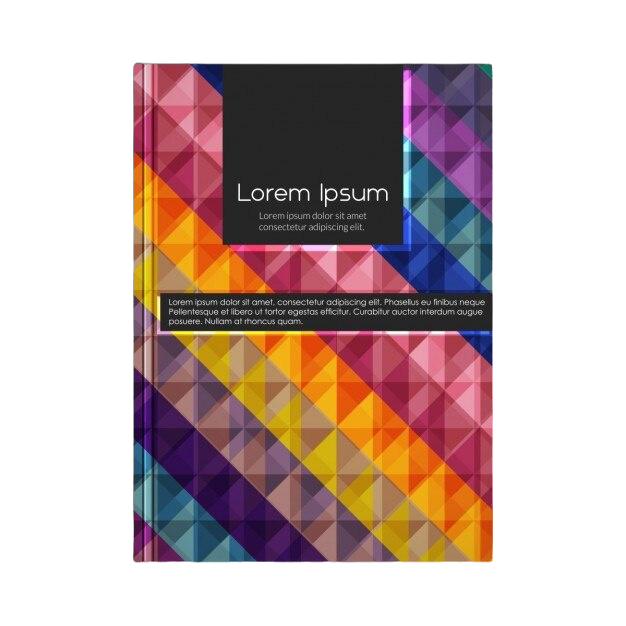 Lorem Ipsum
Lorem ipsum dolor sit amet
consectetur adipiscing elit.
Lorem ipsum dolor sit amet, consectetur adipiscing elit. Phasellus eu finibus neque
Pellentesque et libero tortor egestas efficitur. Curabitur auctor interdum augue
posuere. Nullam at rhoncus quam.